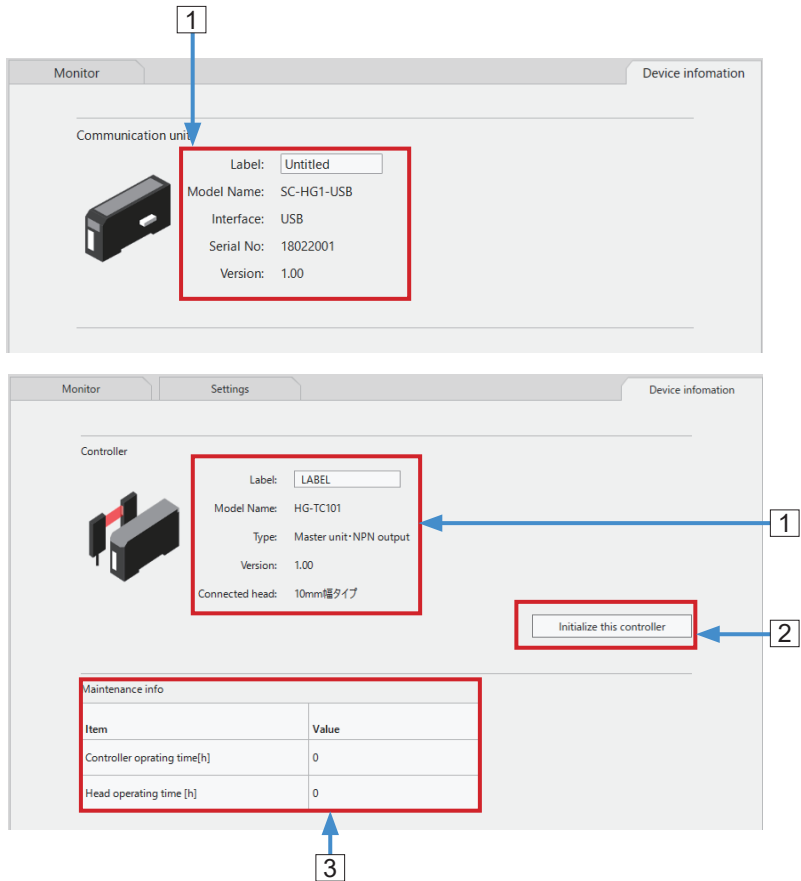 1
Monitor
Device infomation
Communication unit
Label: Untitled
Model Name: SC-HG1-USB
Interface: USB
Serial No: 18022001
Version: 1.00
Monitor
Settings
Device infomation
Controller
Label: LABEL
Model Name: HG-TC101
Type: Master unit・NPN output
Version: 1.00
Connected head: 10mm幅タイプ
1
Initialize this controller
2
Maintenance info
Item Value
Controller oprating time[h] 0
Head operating time [h] 0
3